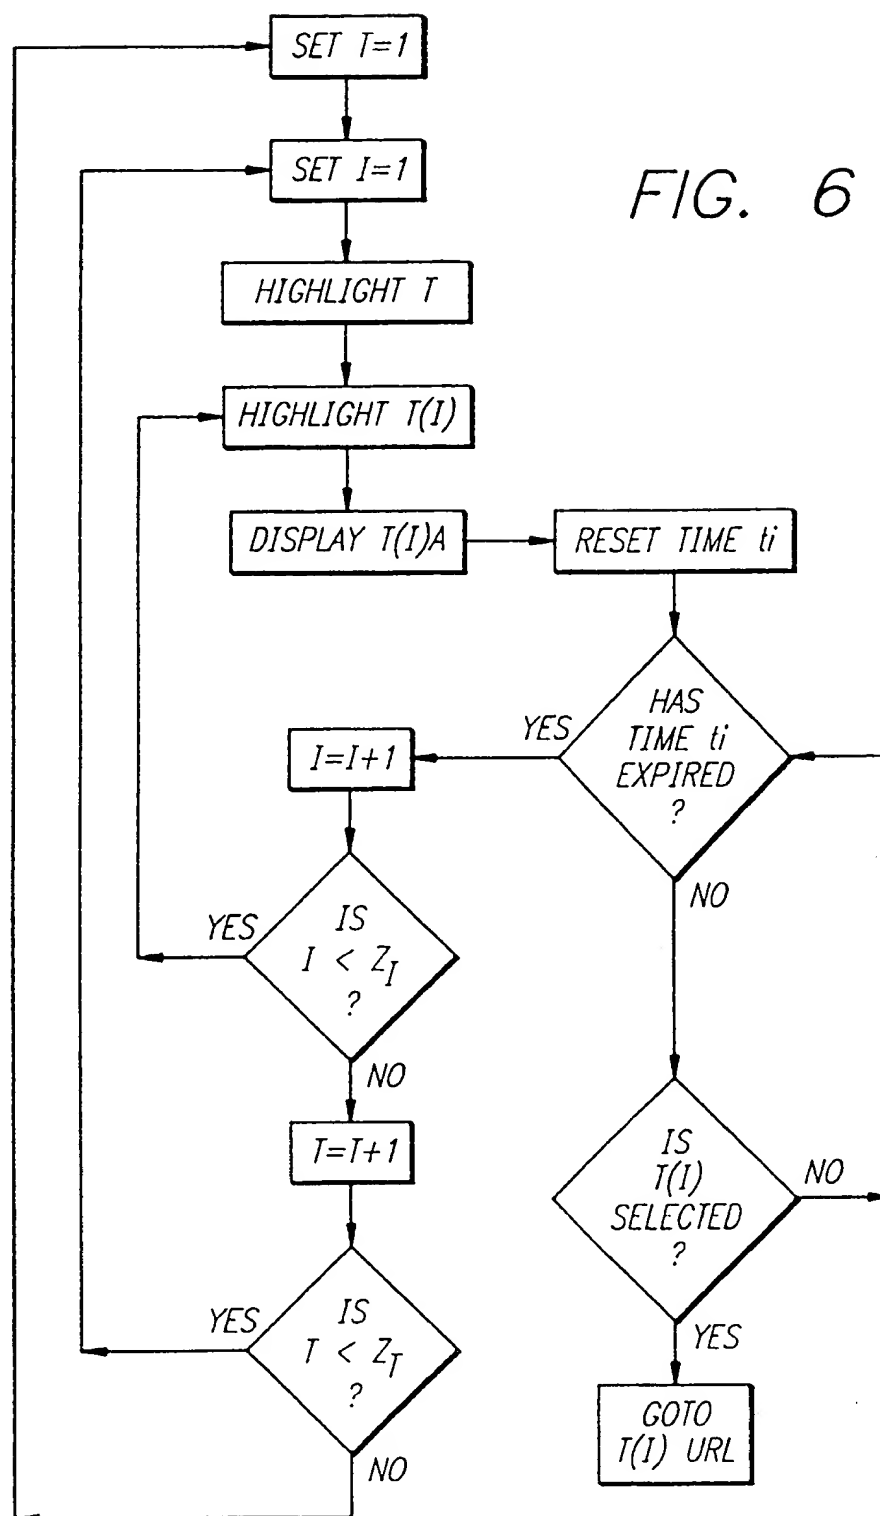 SET T=1
SET I=1
FIG. 6
HIGHLIGHT T
HIGHLIGHT T(I)
DISPLAY T(I)A
RESET TIME ti
HAS
TIME ti
EXPIRED
?
YES
NO
I=I+1
IS
I < Z_I
?
YES
NO
T=T+1
IS
T(I)
SELECTED
?
NO
YES
IS
T < Z_T
?
YES
NO
GOTO
T(I) URL